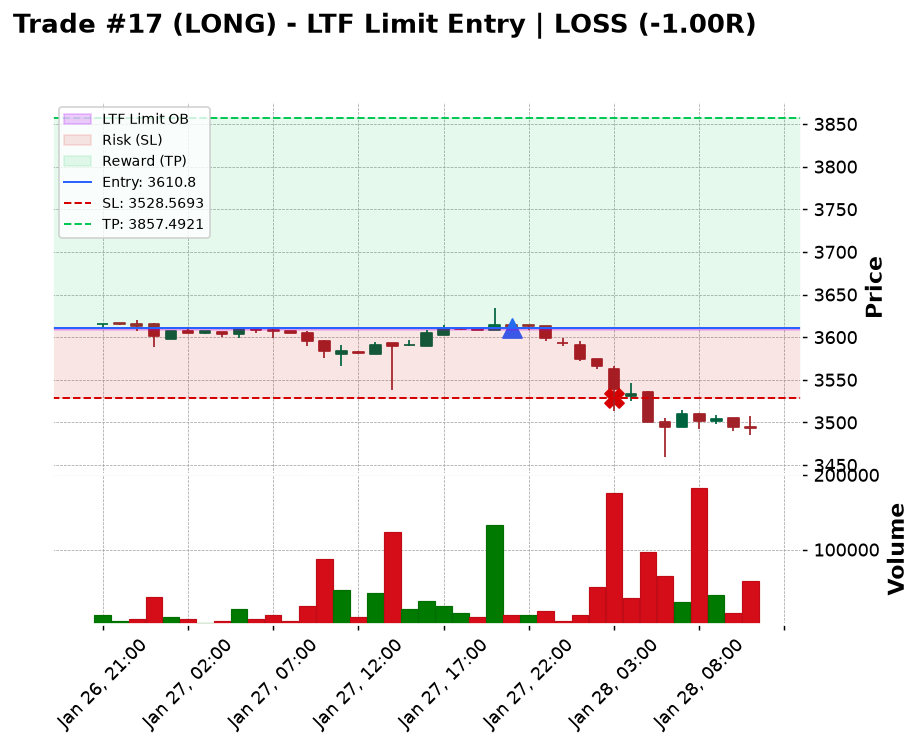 Trade #17 (LONG) - LTF Limit Entry | LOSS (-1.00R)
LTF Limit OB
Risk (SL)
Reward (TP)
Entry: 3610.8
SL: 3528.5693
TP: 3857.4921
3850
3800
3750
3700
3650
3600
3550
3500
3450
Price
200000
100000
Volume
Jan 26, 21:00
Jan 27, 02:00
Jan 27, 07:00
Jan 27, 12:00
Jan 27, 17:00
Jan 27, 22:00
Jan 28, 03:00
Jan 28, 08:00